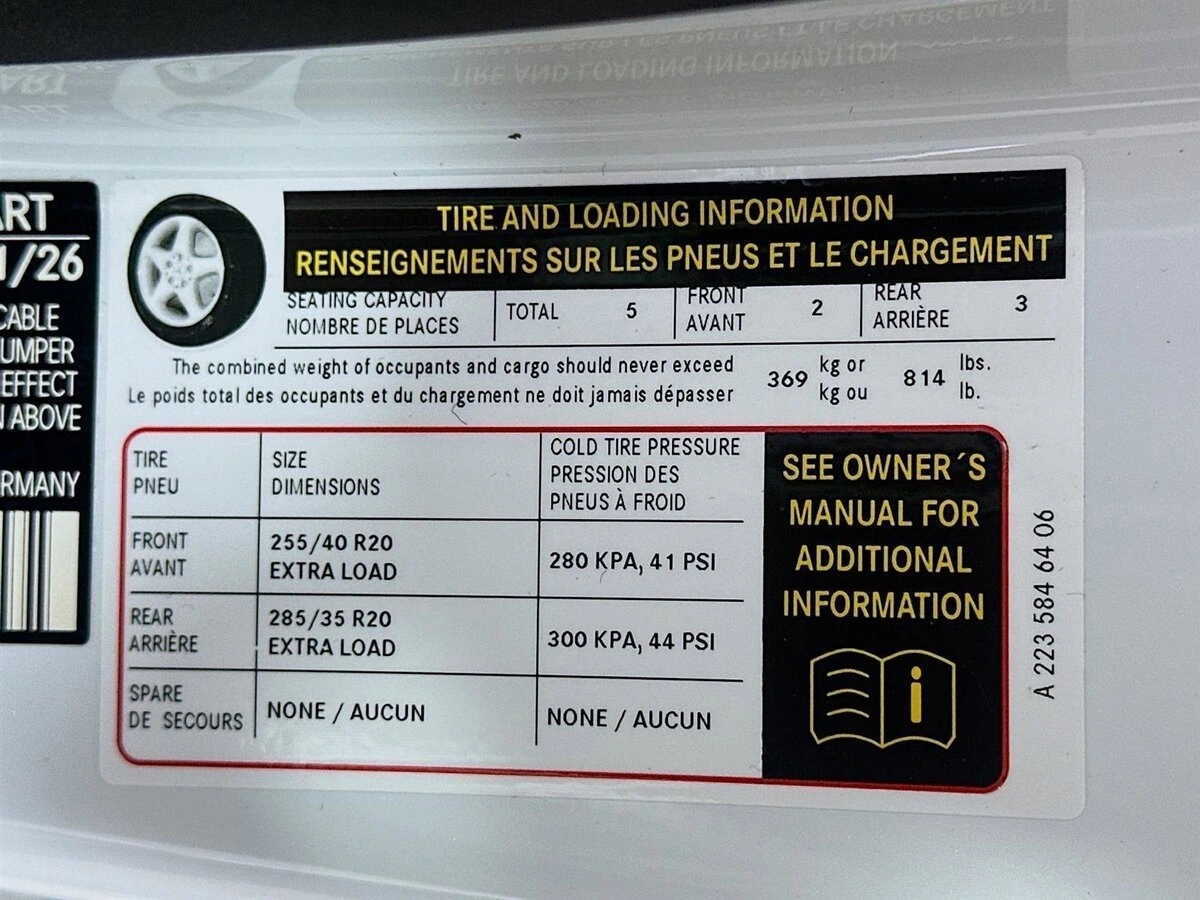 ART
1/26
CABLE
UMPER
EFFECT
N ABOVE
RMANY
TIRE AND LOADING INFORMATION
RENSEIGNEMENTS SUR LES PNEUS ET LE CHARGEMENT
SEATING CAPACITY
NOMBRE DE PLACES
TOTAL 5
FRONT
AVANT
2
REAR
ARRIÈRE
3
The combined weight of occupants and cargo should never exceed
Le poids total des occupants et du chargement ne doit jamais dépasser
369 kg or
kg ou
814 lbs.
lb.
TIRE
PNEU
SIZE
DIMENSIONS
COLD TIRE PRESSURE
PRESSION DES
PNEUS À FROID
FRONT
AVANT
255/40 R20
EXTRA LOAD
280 KPA, 41 PSI
REAR
ARRIÈRE
285/35 R20
EXTRA LOAD
300 KPA, 44 PSI
SPARE
DE SECOURS
NONE / AUCUN
NONE / AUCUN
SEE OWNER´S
MANUAL FOR
ADDITIONAL
INFORMATION
A 223 584 64 06